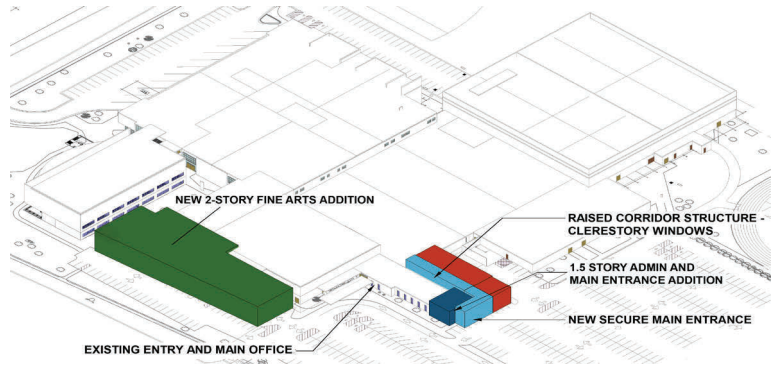 NEW 2-STORY FINE ARTS ADDITION
RAISED CORRIDOR STRUCTURE -
CLERESTORY WINDOWS
1.5 STORY ADMIN AND
MAIN ENTRANCE ADDITION
NEW SECURE MAIN ENTRANCE
EXISTING ENTRY AND MAIN OFFICE